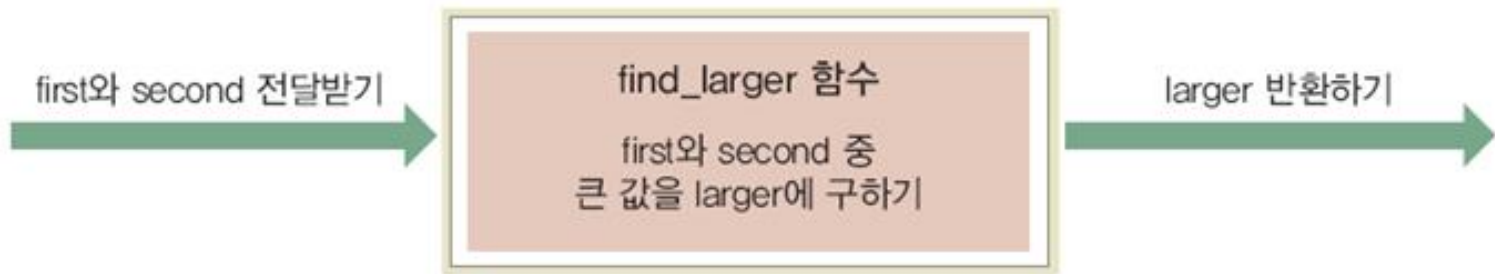 first와 second 전달받기
find_larger 함수
first와 second 중
큰 값을 larger에 구하기
larger 반환하기